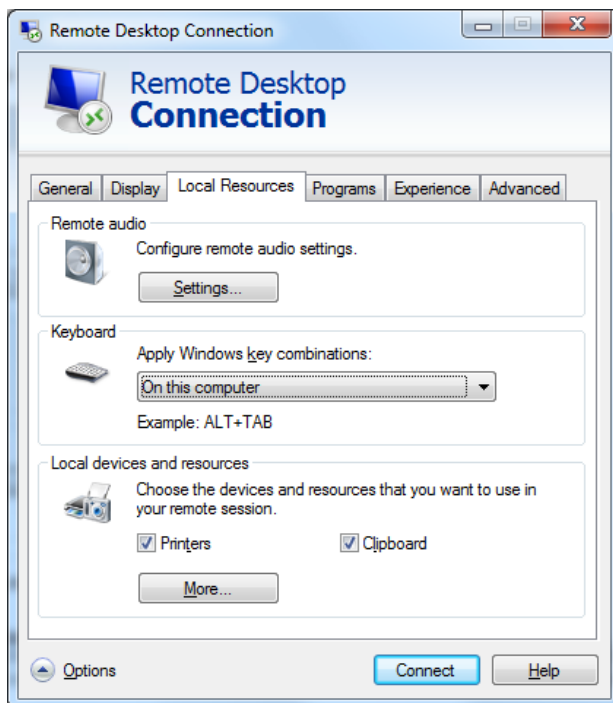 Remote Desktop Connection
Remote Desktop
Connection
General Display Local Resources Programs Experience Advanced
Remote audio
Configure remote audio settings.
Settings...
Keyboard
Apply Windows key combinations:
On this computer
Example: ALT+TAB
Local devices and resources
Choose the devices and resources that you want to use in
your remote session.
Printers Clipboard
More...
Options Connect Help